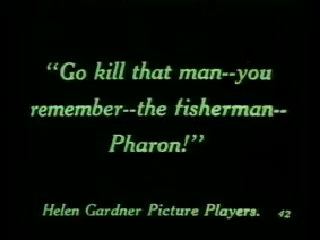 “Go kill that man--you
remember--the fisherman--
Pharon!”
Helen Gardner Picture Players. 42